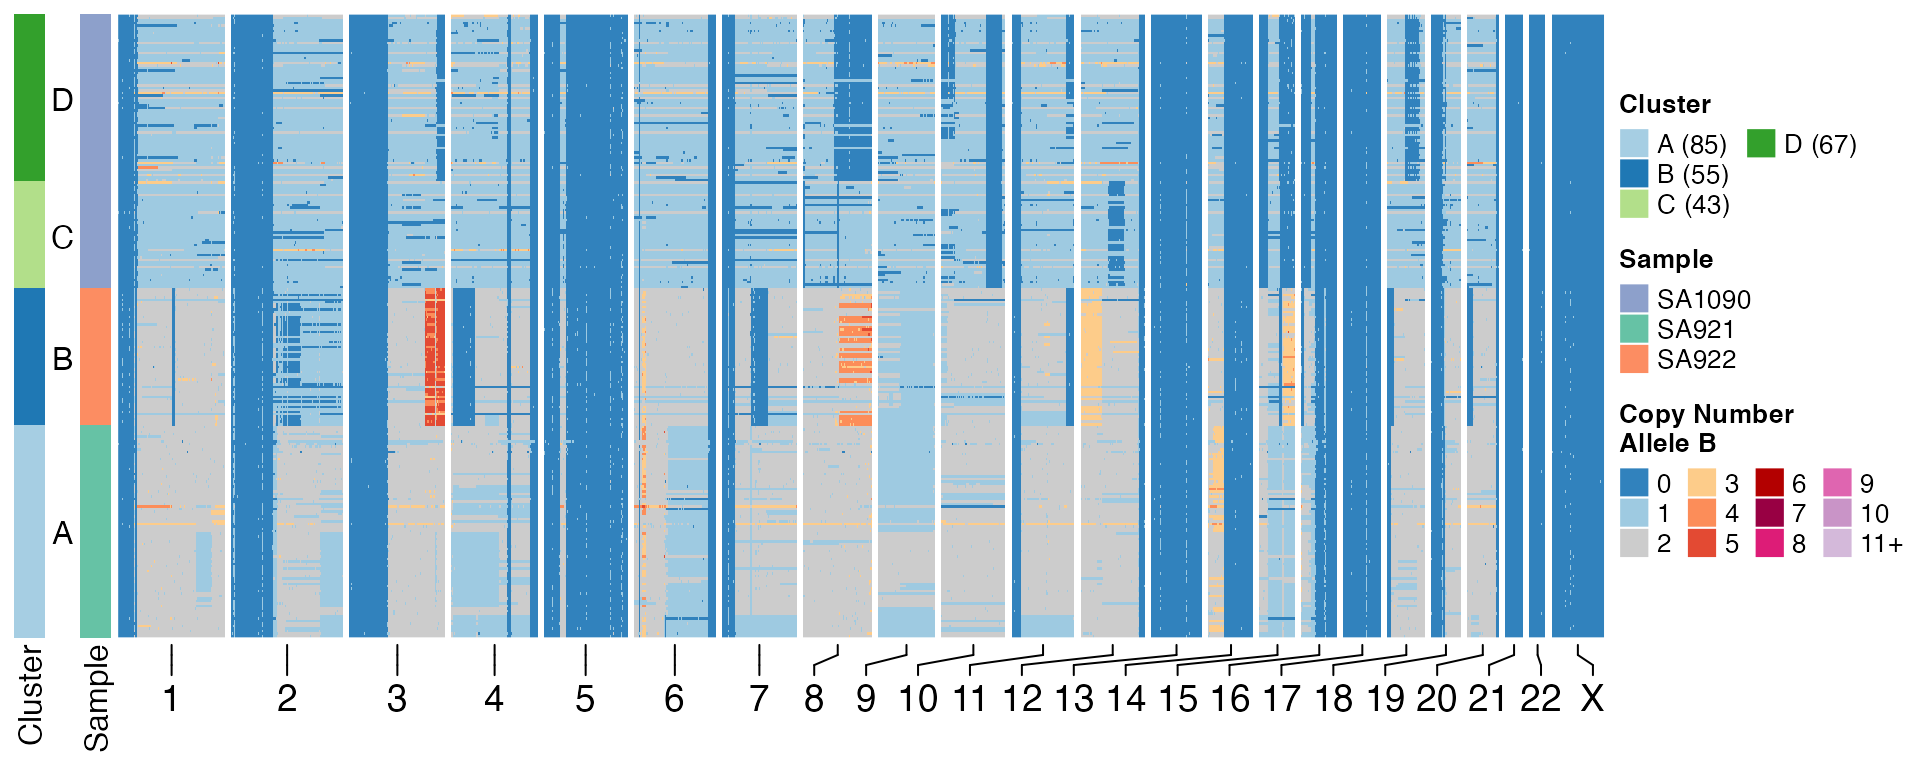 D
C
B
A
Cluster
Sample
1 2 3 4 5 6 7 8 9 10 11 12 13 14 15 16 17 18 19 20 21 22 X
Cluster
A (85) D (67)
B (55)
C (43)
Sample
SA1090
SA921
SA922
Copy Number
Allele B
0 3 6 9
1 4 7 10
2 5 8 11+